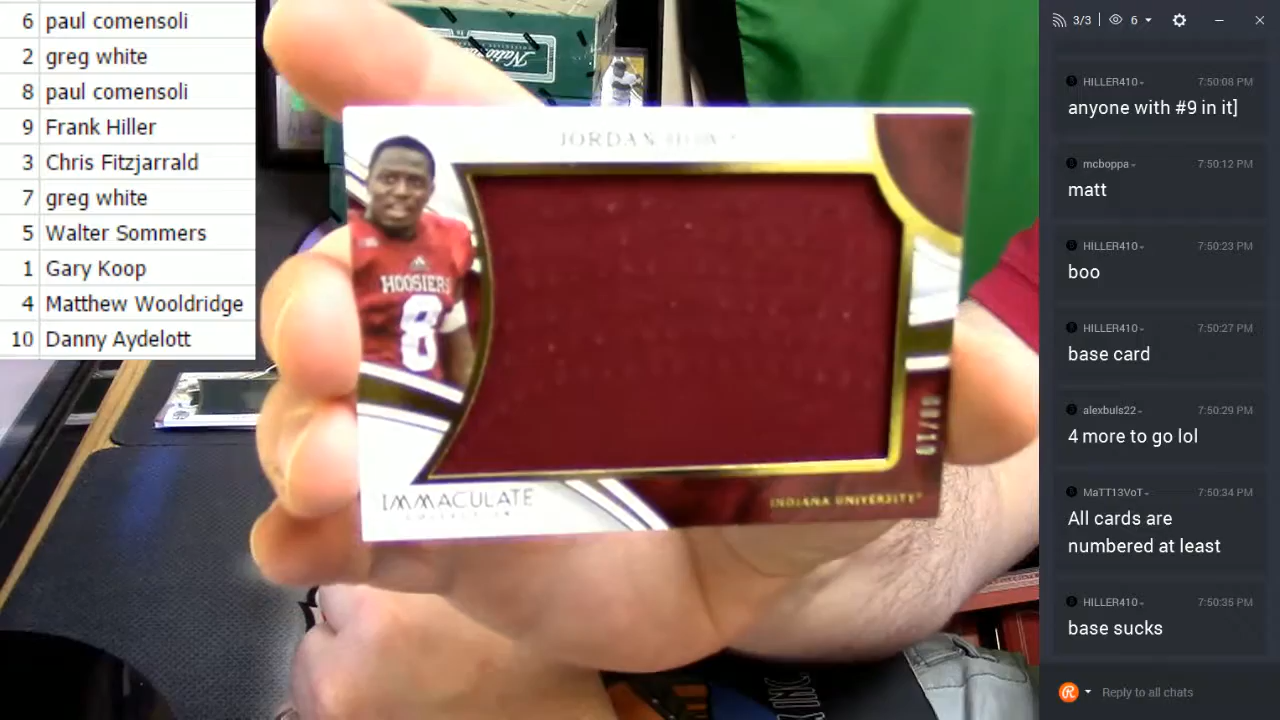 6 paul comensoli
2 greg white
8 paul comensoli
9 Frank Hiller
3 Chris Fitzjarrald
7 greg white
5 Walter Sommers
1 Gary Koop
4 Matthew Wooldridge
10 Danny Aydelott
JORDAN
HOOSIERS
8
IMMACULATE
INDIANA UNIVERSITY
3/3 6
HILLER410 7:50:08 PM
anyone with #9 in it]
mcboppa 7:50:12 PM
matt
HILLER410 7:50:23 PM
boo
HILLER410 7:50:27 PM
base card
alexbuls22 7:50:29 PM
4 more to go lol
MaTT13VoT 7:50:34 PM
All cards are
numbered at least
HILLER410 7:50:35 PM
base sucks
Reply to all chats